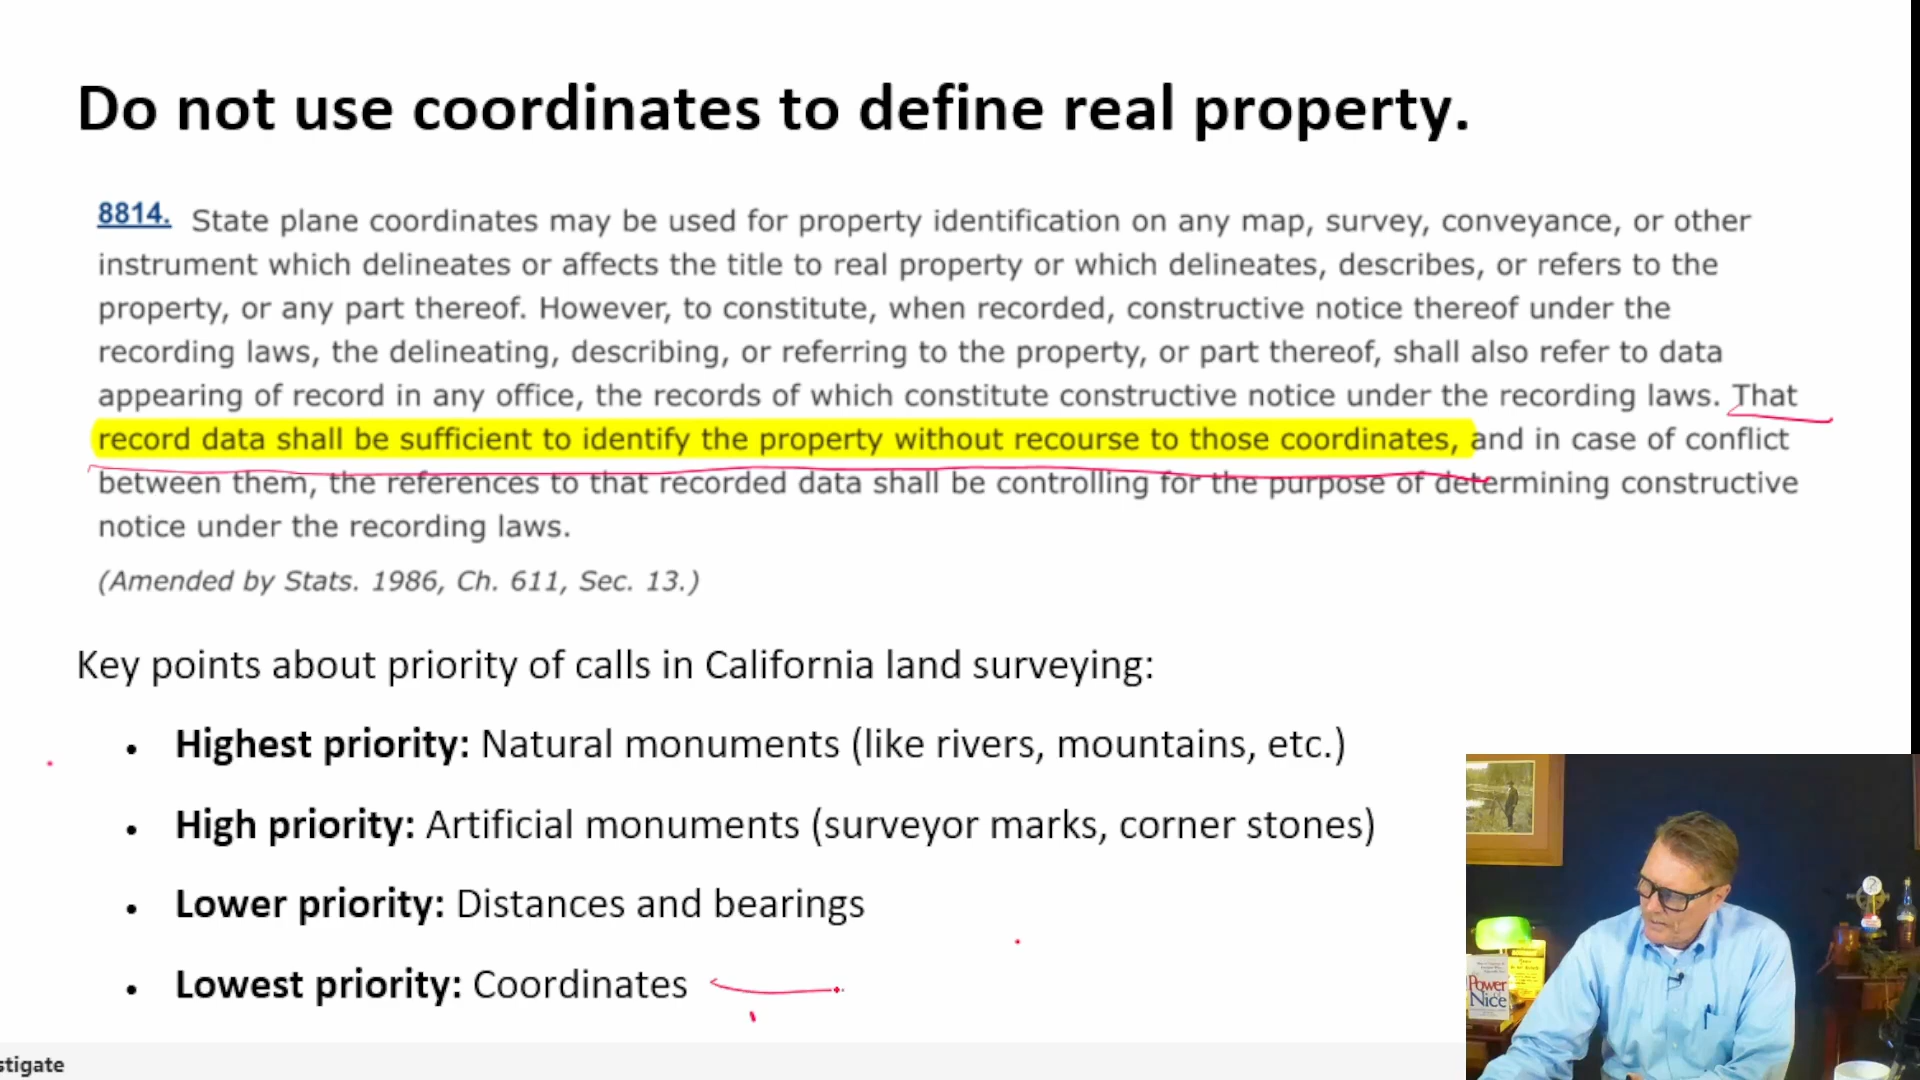 Do not use coordinates to define real property.
8814. State plane coordinates may be used for property identification on any map, survey, conveyance, or other
instrument which delineates or affects the title to real property or which delineates, describes, or refers to the
property, or any part thereof. However, to constitute, when recorded, constructive notice thereof under the
recording laws, the delineating, describing, or referring to the property, or part thereof, shall also refer to data
appearing of record in any office, the records of which constitute constructive notice under the recording laws. That
record data shall be sufficient to identify the property without recourse to those coordinates, and in case of conflict
between them, the references to that recorded data shall be controlling for the purpose of determining constructive
notice under the recording laws.
(Amended by Stats. 1986, Ch. 611, Sec. 13.)
Key points about priority of calls in California land surveying:
• Highest priority: Natural monuments (like rivers, mountains, etc.)
• High priority: Artificial monuments (surveyor marks, corner stones)
• Lower priority: Distances and bearings
• Lowest priority: Coordinates
stigate
Power
Nice